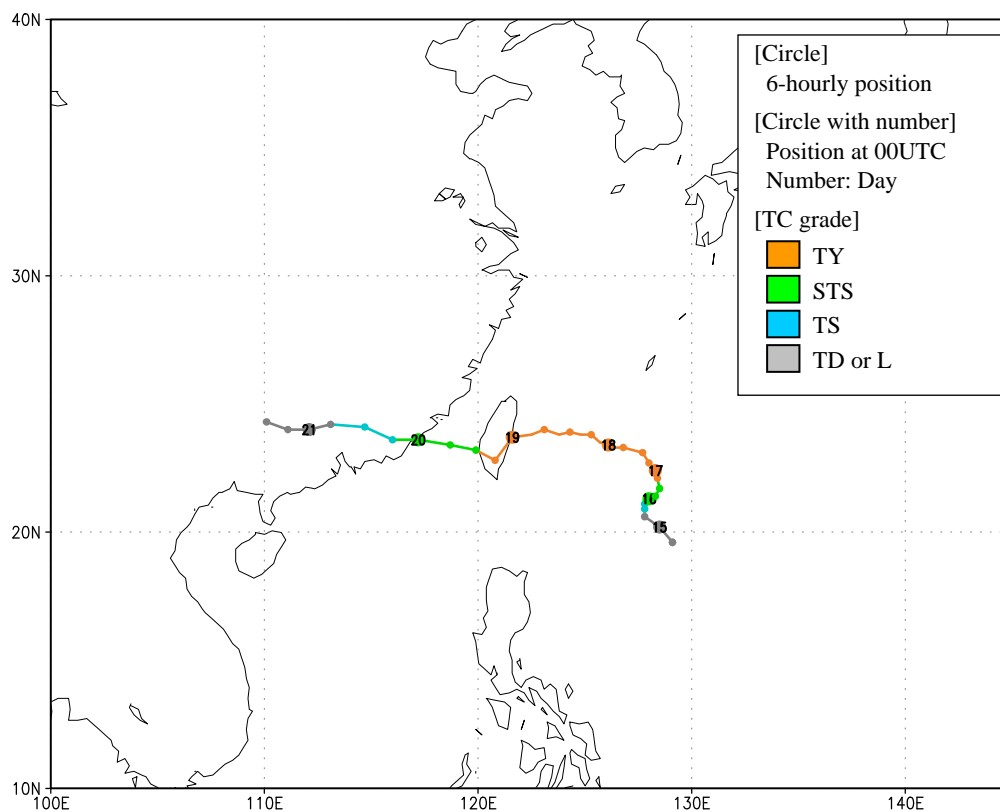 40N
[Circle]
6-hourly position
[Circle with number]
Position at 00UTC
Number: Day
[TC grade]
TY
STS
TS
TD or L
30N
21
20
19
18
17
16
15
20N
10N
100E
110E
120E
130E
140E